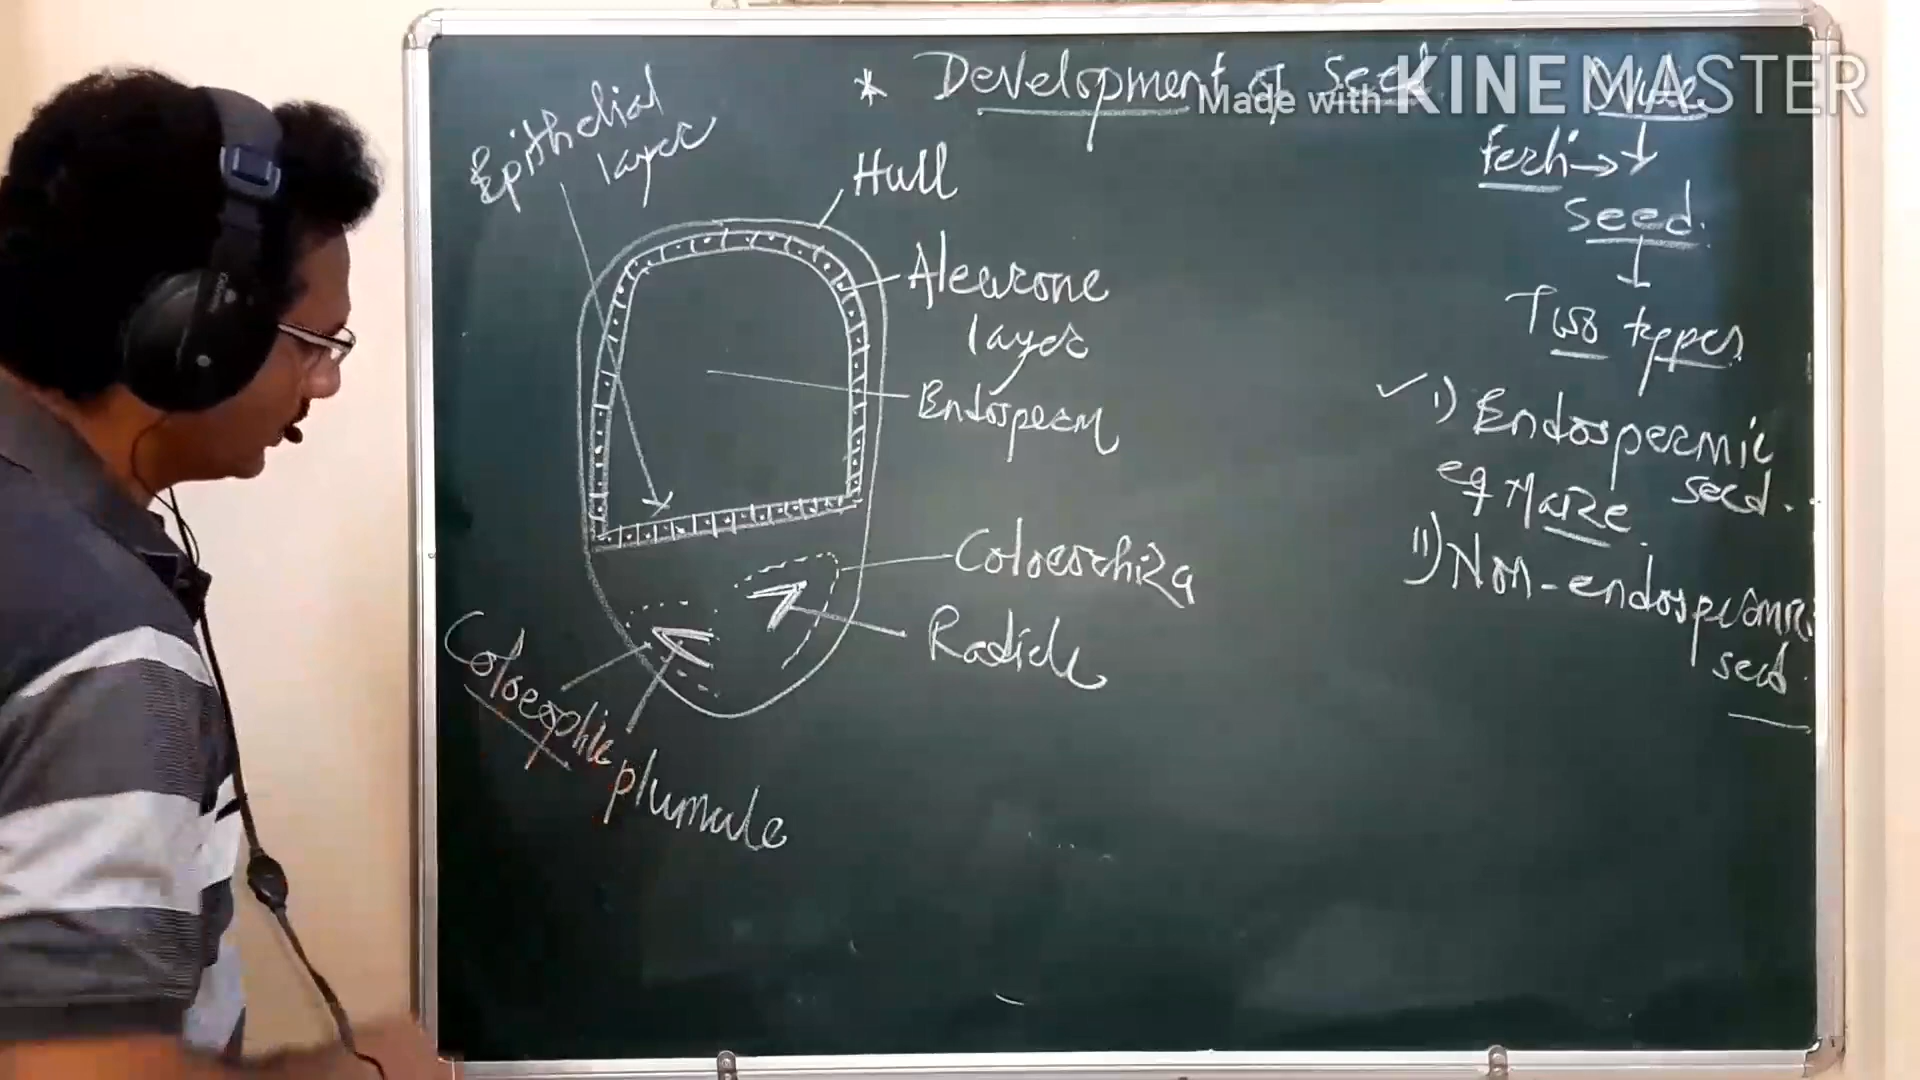 * Development of Seed
Made with KINEMASTER
Ovule
Ferti→
Seed.
Two types
i) Endospermic
seed.
eg Maize.
ii) Non-endospermic
seed
Epithelial
layer
Hull
Aleurone
layer
Endosperm
Coleorhiza
Radicle
Coleoptile
plumule